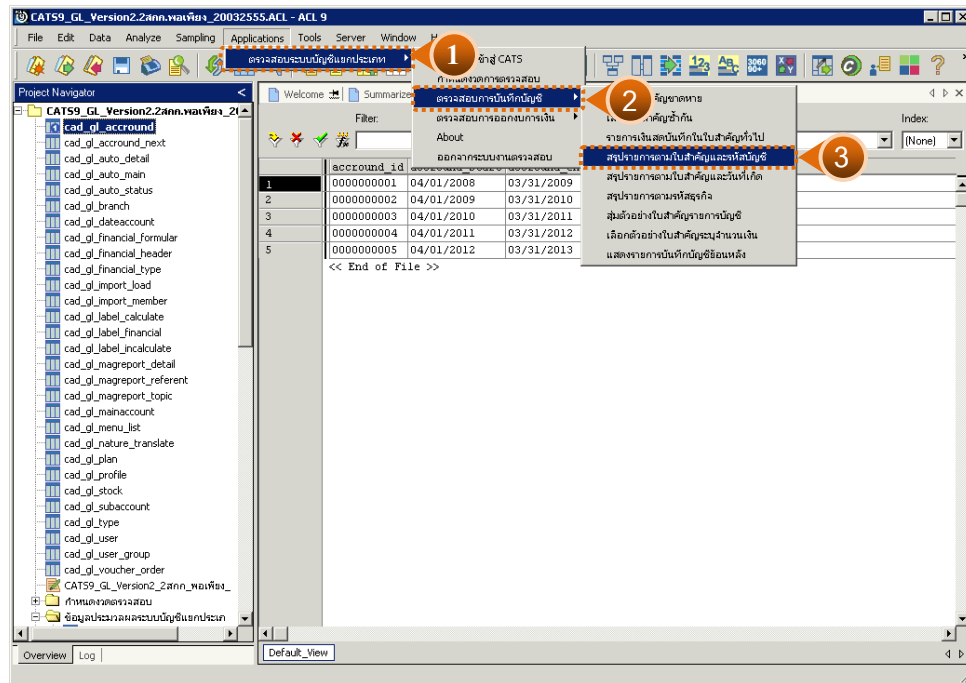 CATS9_GL_Version2.2สกก.พอเพียง_20032555.ACL - ACL 9
File Edit Data Analyze Sampling Applications Tools Server Window H
ตรวจสอบระบบบัญชีแยกประเภท
CATS
กำหนดงวดการตรวจสอบ
ตรวจสอบการบันทึกบัญชี
ตรวจสอบการออกงบการเงิน
About
ออกจากระบบงานตรวจสอบ
1
2
3
รายการเงินสดบันทึกในใบสำคัญทั่วไป
สรุปรายการตามใบสำคัญและรหัสบัญชี
สรุปรายการตามใบสำคัญและวันที่เกิด
สรุปรายการตามรหัสธุรกิจ
สุ่มตัวอย่างใบสำคัญรายการบัญชี
เลือกตัวอย่างใบสำคัญระบุจำนวนเงิน
แสดงรายการบันทึกบัญชีย้อนหลัง
Project Navigator <
CATS9_GL_Version2.2สกก.พอเพียง_2(
cad_gl_accround
cad_gl_accround_next
cad_gl_auto_detail
cad_gl_auto_main
cad_gl_auto_status
cad_gl_branch
cad_gl_dateaccount
cad_gl_financial_formular
cad_gl_financial_header
cad_gl_financial_type
cad_gl_import_load
cad_gl_import_member
cad_gl_label_calculate
cad_gl_label_financial
cad_gl_label_incalculate
cad_gl_magreport_detail
cad_gl_magreport_referent
cad_gl_magreport_topic
cad_gl_mainaccount
cad_gl_menu_list
cad_gl_nature_translate
cad_gl_plan
cad_gl_profile
cad_gl_stock
cad_gl_subaccount
cad_gl_type
cad_gl_user
cad_gl_user_group
cad_gl_voucher_order
CATS9_GL_Version2_2สกก_พอเพียง_
กำหนดงวดตรวจสอบ
ข้อมูลประมวลผลระบบบัญชีแยกประเภ
Overview Log
Welcome Summarize
Filter: Index:
(None)
accround_id
1 0000000001 04/01/2008 03/31/2009
2 0000000002 04/01/2009 03/31/2010
3 0000000003 04/01/2010 03/31/2011
4 0000000004 04/01/2011 03/31/2012
5 0000000005 04/01/2012 03/31/2013
<< End of File >>
Default_View